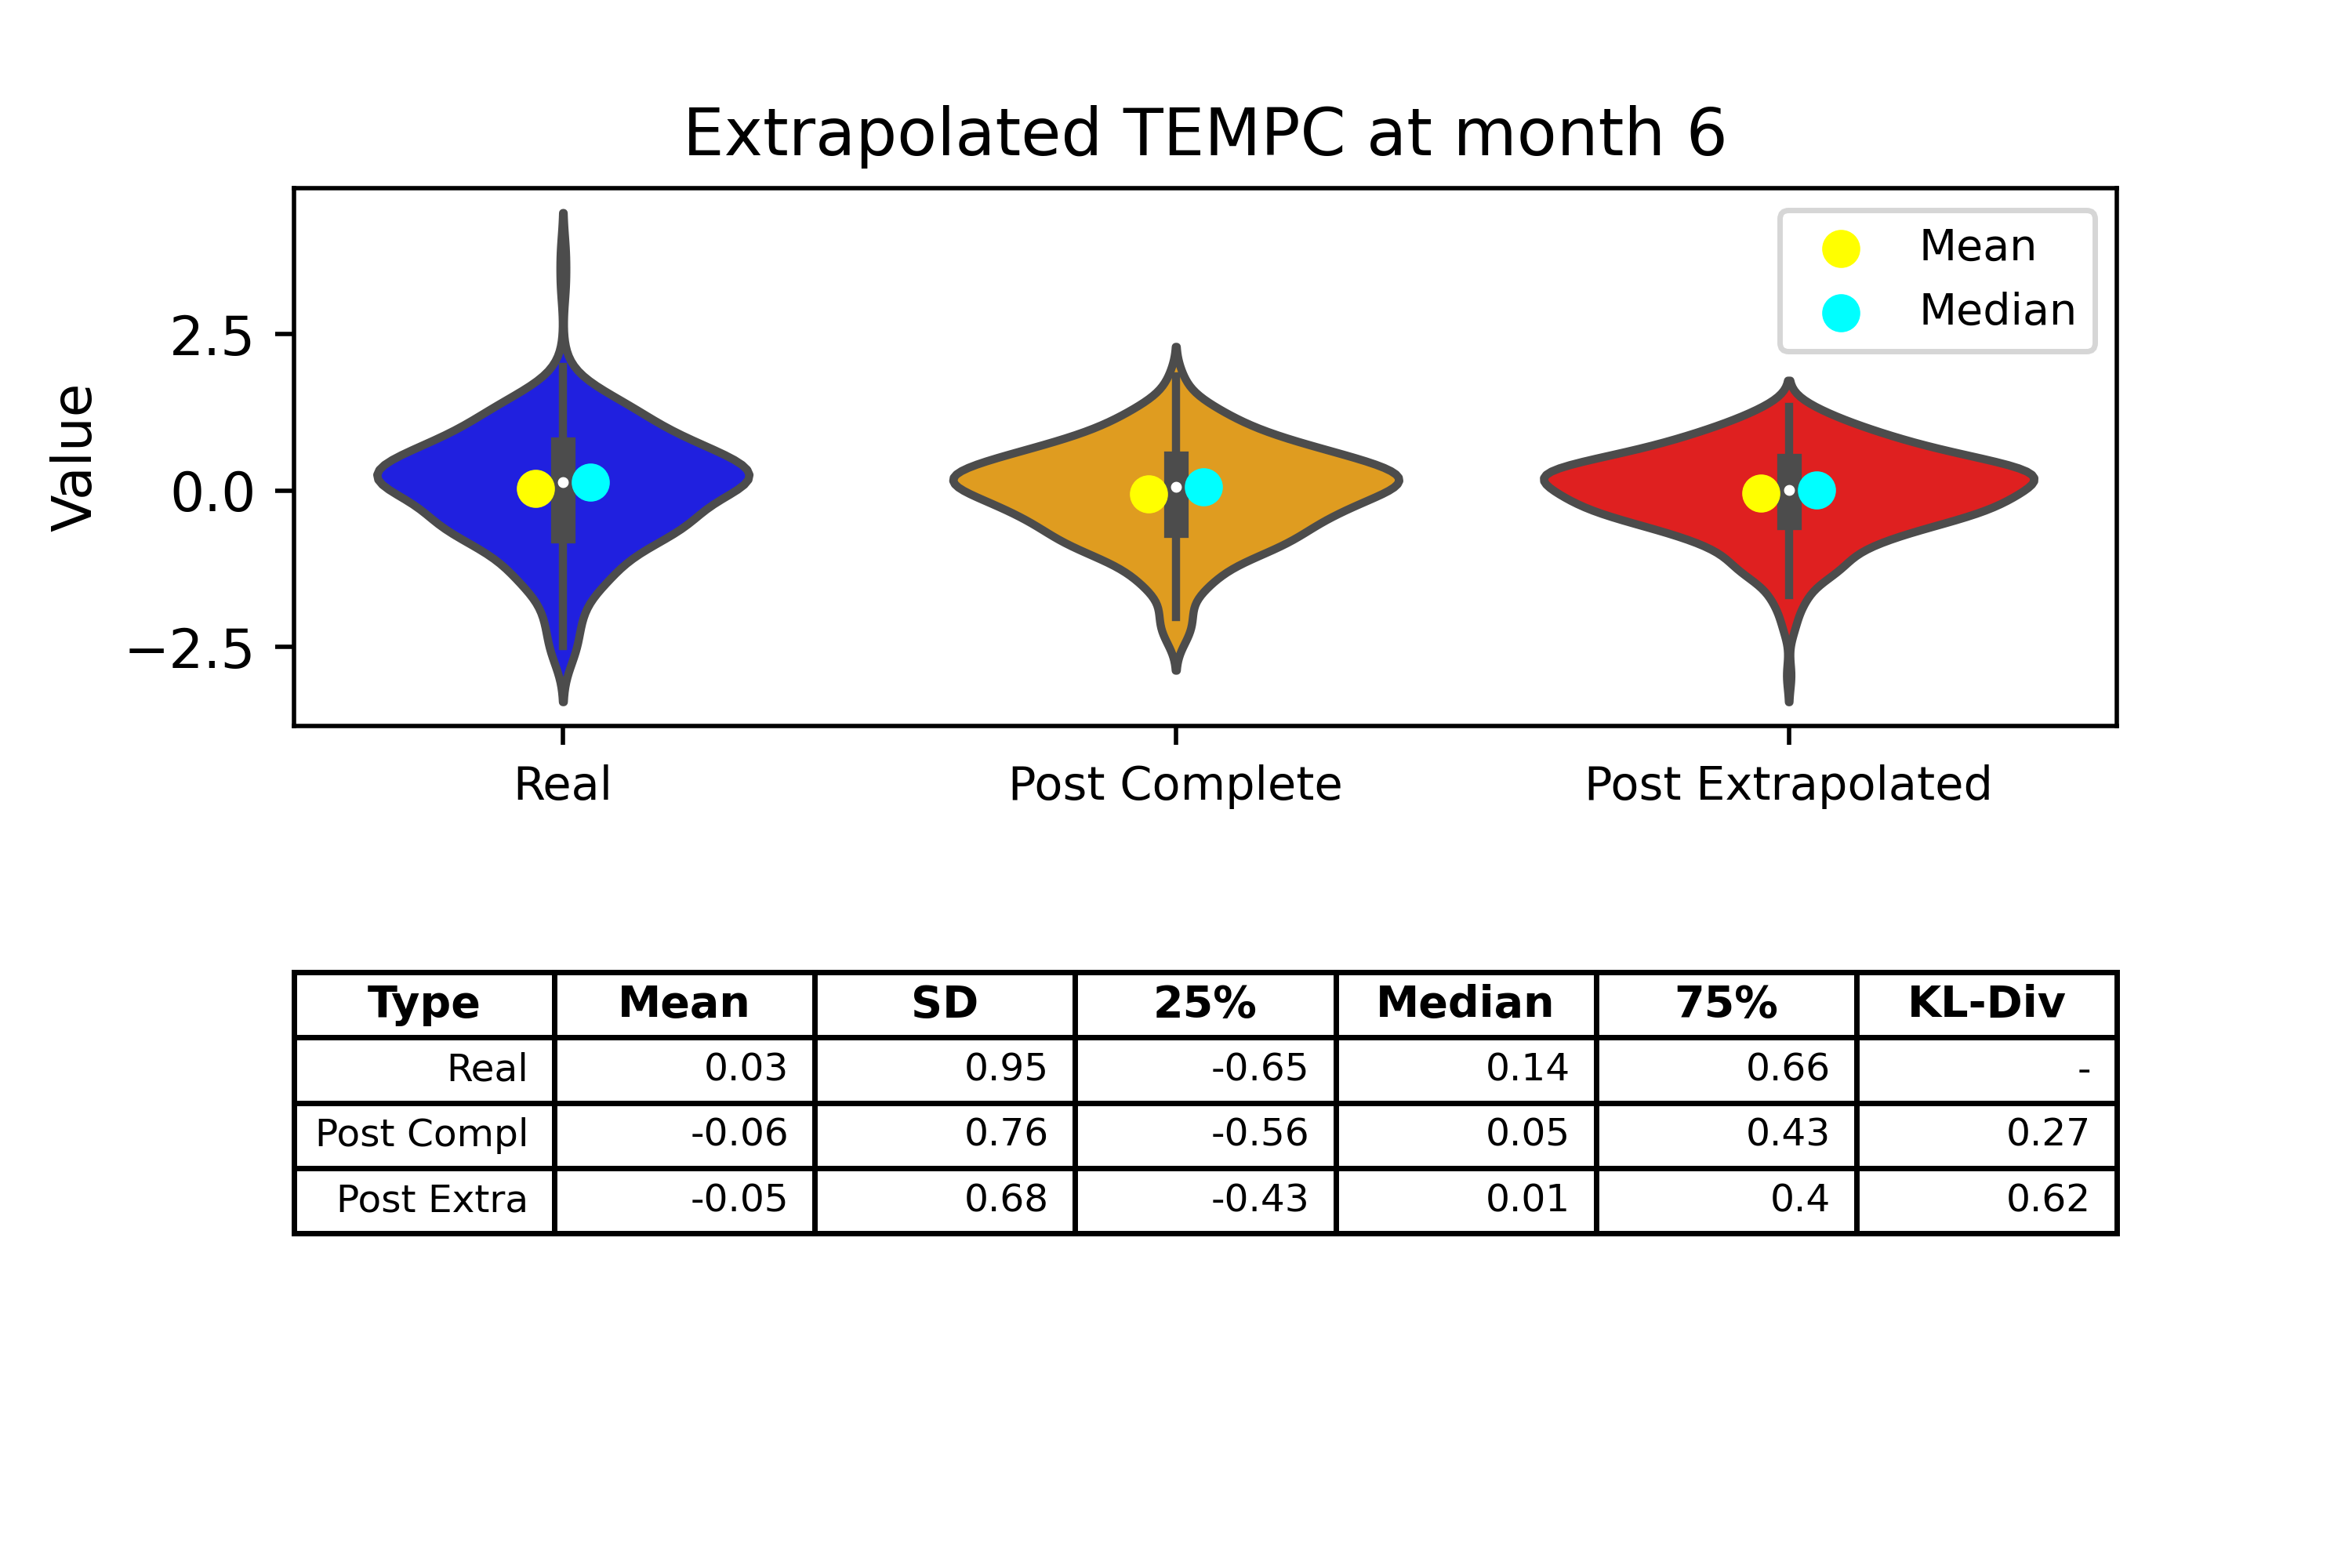 Extrapolated TEMPC at month 6
Value
2.5
0.0
−2.5
Mean
Median
Real Post Complete Post Extrapolated
Type Mean SD 25% Median 75% KL-Div
Real 0.03 0.95 -0.65 0.14 0.66 -
Post Compl -0.06 0.76 -0.56 0.05 0.43 0.27
Post Extra -0.05 0.68 -0.43 0.01 0.4 0.62